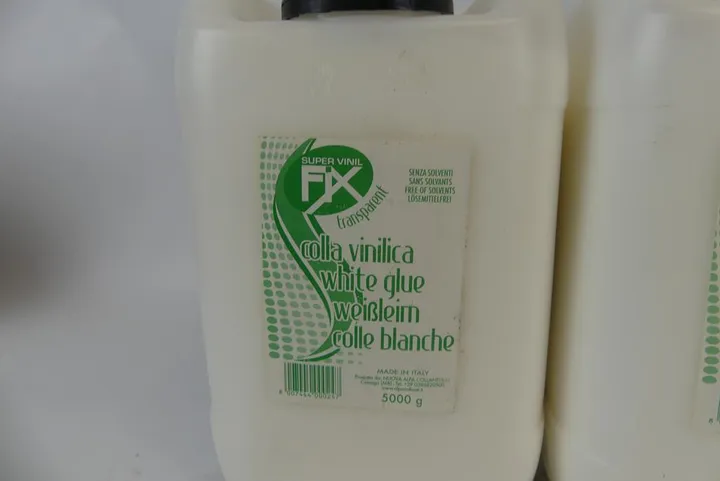 SUPER VINIL
FIX
transparent
SENZA SOLVENTI
SANS SOLVANTS
FREE OF SOLVENTS
LÖSEMITTELFREI
colla vinilica
white glue
weißleim
colle blanche
MADE IN ITALY
5000 g